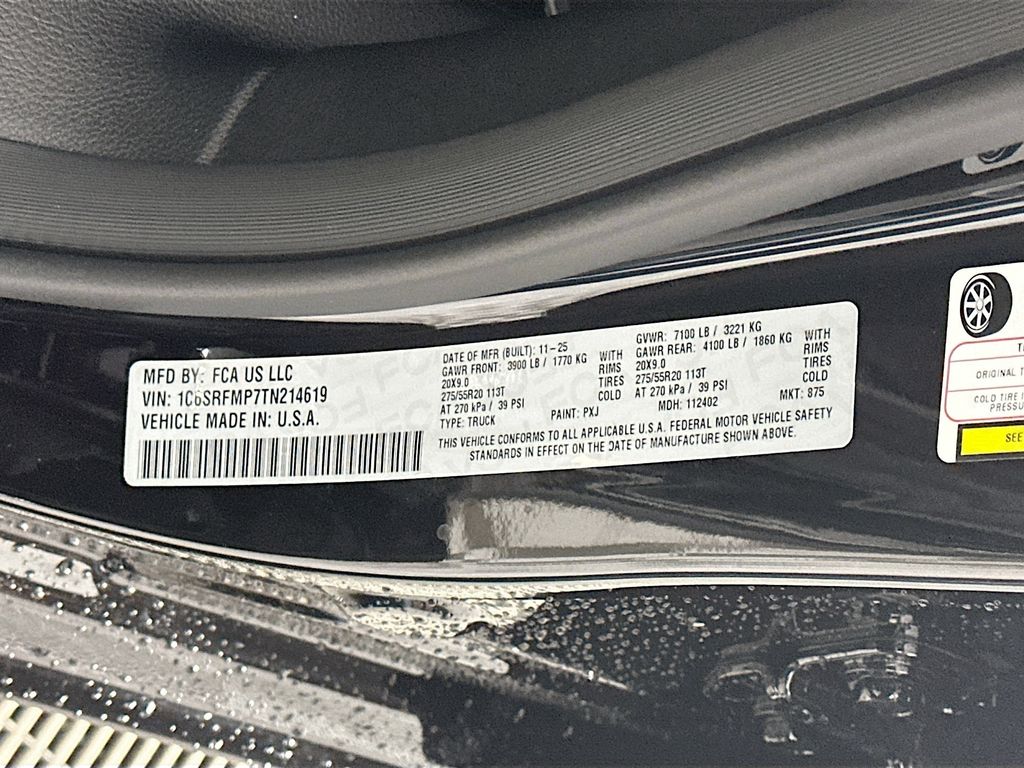 MFD BY: FCA US LLC
VIN: 1C6SRFMP7TN214619
VEHICLE MADE IN: U.S.A.
DATE OF MFR (BUILT): 11-25
GAWR FRONT: 3900 LB / 1770 KG WITH
20X9.0 RIMS
275/55R20 113T TIRES
AT 270 kPa / 39 PSI COLD
TYPE: TRUCK
PAINT: PXJ
GVWR: 7100 LB / 3221 KG
GAWR REAR: 4100 LB / 1860 KG WITH
20X9.0 RIMS
275/55R20 113T TIRES
AT 270 kPa / 39 PSI COLD
MDH: 112402
MKT: 875
THIS VEHICLE CONFORMS TO ALL APPLICABLE U.S.A. FEDERAL MOTOR VEHICLE SAFETY
STANDARDS IN EFFECT ON THE DATE OF MANUFACTURE SHOWN ABOVE.
ORIGINAL
COLD TIRE
SEE